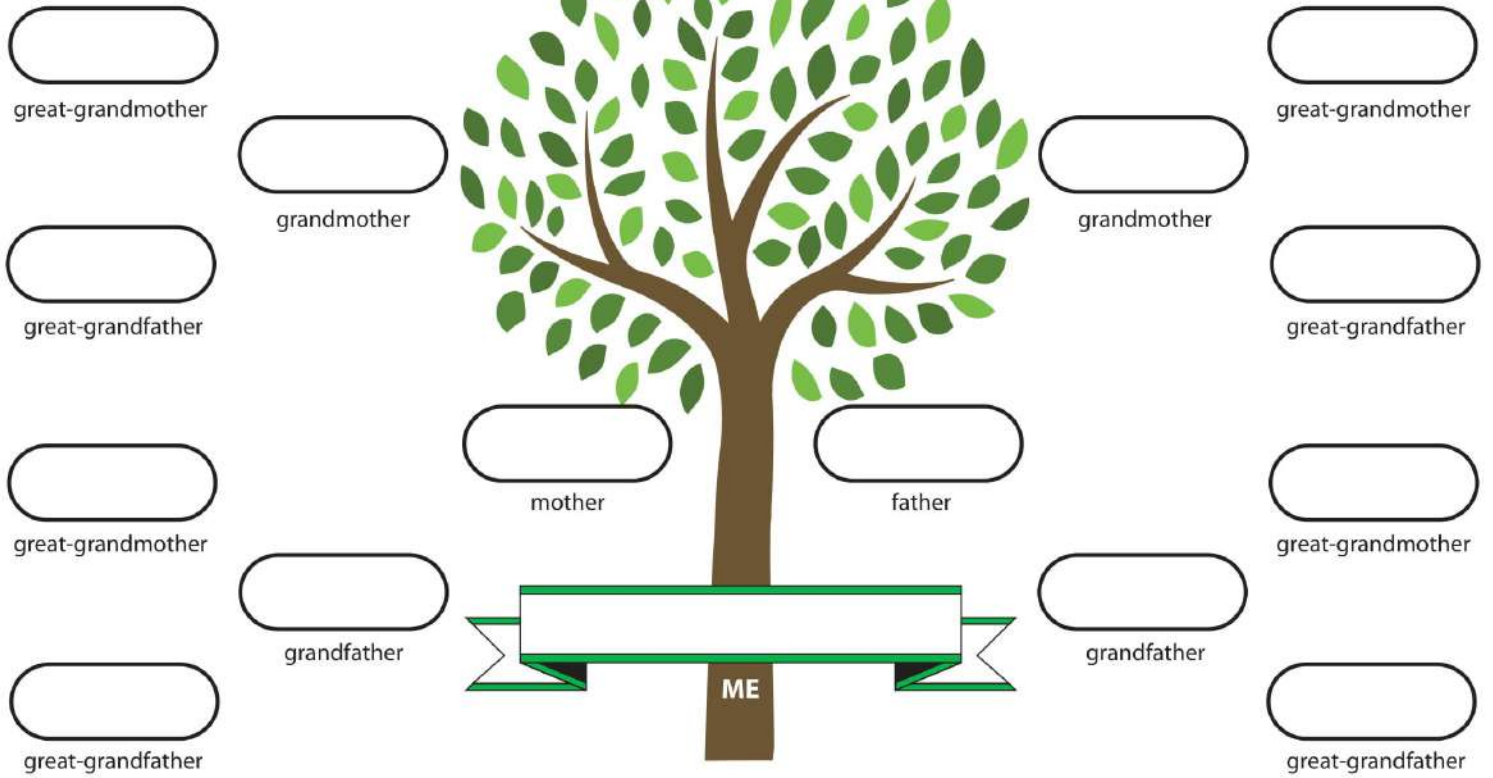 great-grandmother
great-grandmother
grandmother
grandmother
great-grandfather
great-grandfather
mother
father
great-grandmother
great-grandmother
grandfather
grandfather
ME
great-grandfather
great-grandfather